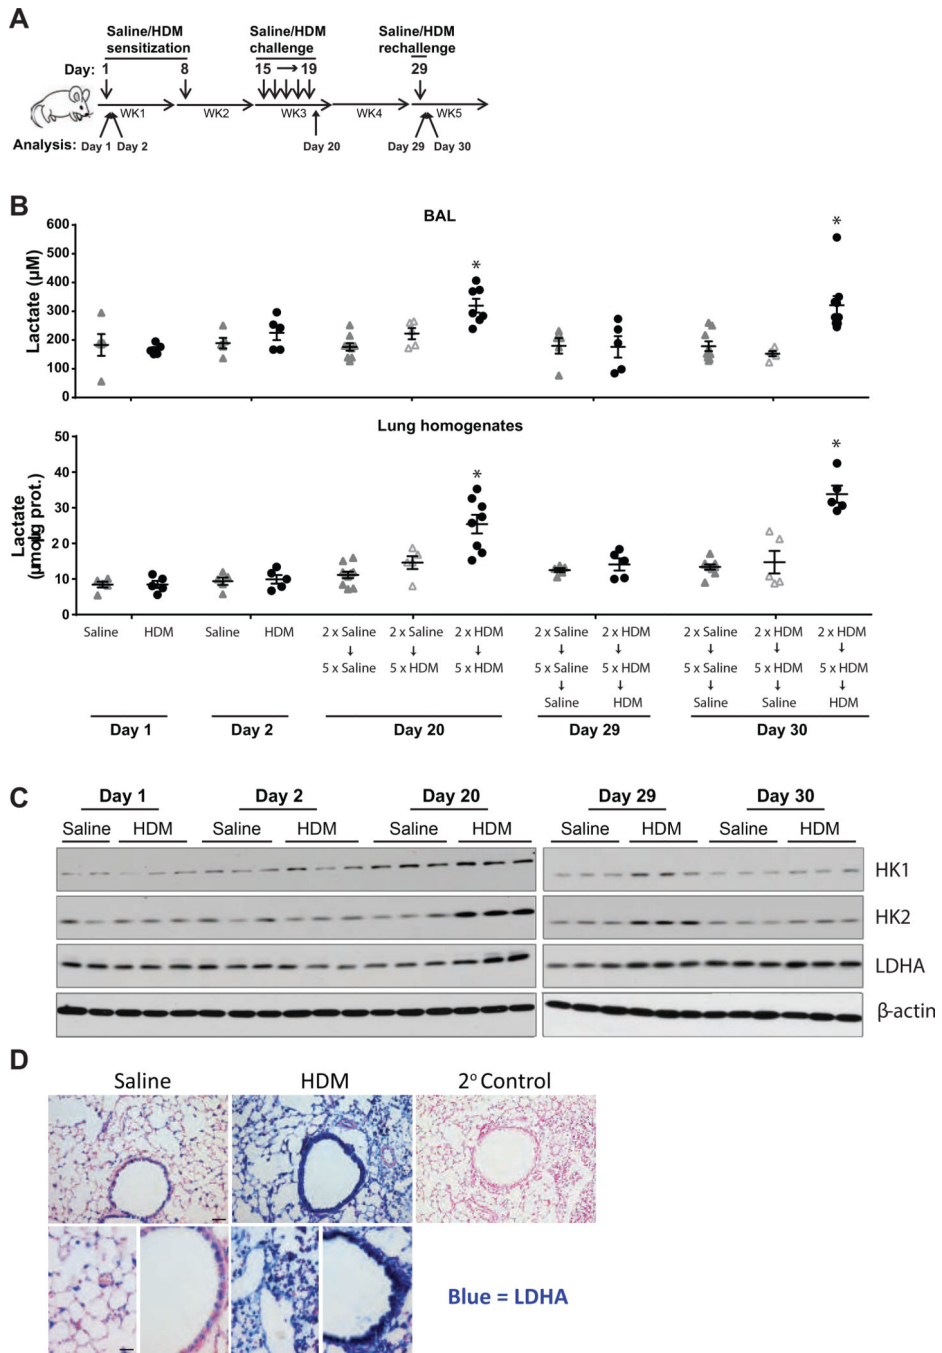 A
Saline/HDM sensitization
Saline/HDM challenge
Saline/HDM rechallenge
Day: 1 8 15 → 19 29
WK1 WK2 WK3 WK4 WK5
Analysis: Day 1 Day 2 Day 20 Day 29 Day 30
B
BAL
Lactate (µM)
600
500
400
300
200
100
0
*
*
Lung homogenates
Lactate
(µmol/g prot.)
50
40
30
20
10
0
*
*
Saline HDM Saline HDM 2 x Saline 2 x Saline 2 x HDM 2 x Saline 2 x HDM 2 x Saline 2 x HDM 2 x HDM
↓ ↓ ↓ ↓ ↓ ↓ ↓ ↓
5 x Saline 5 x HDM 5 x HDM 5 x Saline 5 x HDM 5 x Saline 5 x HDM 5 x HDM
↓ ↓ ↓ ↓ ↓
Saline HDM Saline Saline HDM
Day 1 Day 2 Day 20 Day 29 Day 30
C
Day 1 Day 2 Day 20 Day 29 Day 30
Saline HDM Saline HDM Saline HDM Saline HDM Saline HDM
HK1
HK2
LDHA
β-actin
D
Saline HDM 2° Control
Blue = LDHA